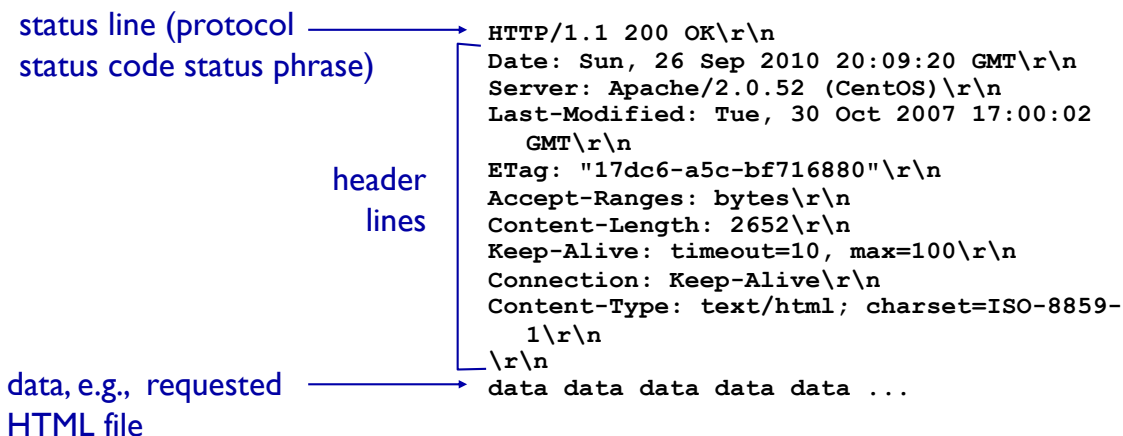 status line (protocol
status code status phrase)
HTTP/1.1 200 OK\r\n
Date: Sun, 26 Sep 2010 20:09:20 GMT\r\n
Server: Apache/2.0.52 (CentOS)\r\n
Last-Modified: Tue, 30 Oct 2007 17:00:02
GMT\r\n
ETag: "17dc6-a5c-bf716880"\r\n
Accept-Ranges: bytes\r\n
Content-Length: 2652\r\n
Keep-Alive: timeout=10, max=100\r\n
Connection: Keep-Alive\r\n
Content-Type: text/html; charset=ISO-8859-
1\r\n
\r\n
header
lines
data, e.g., requested
HTML file
data data data data data ...